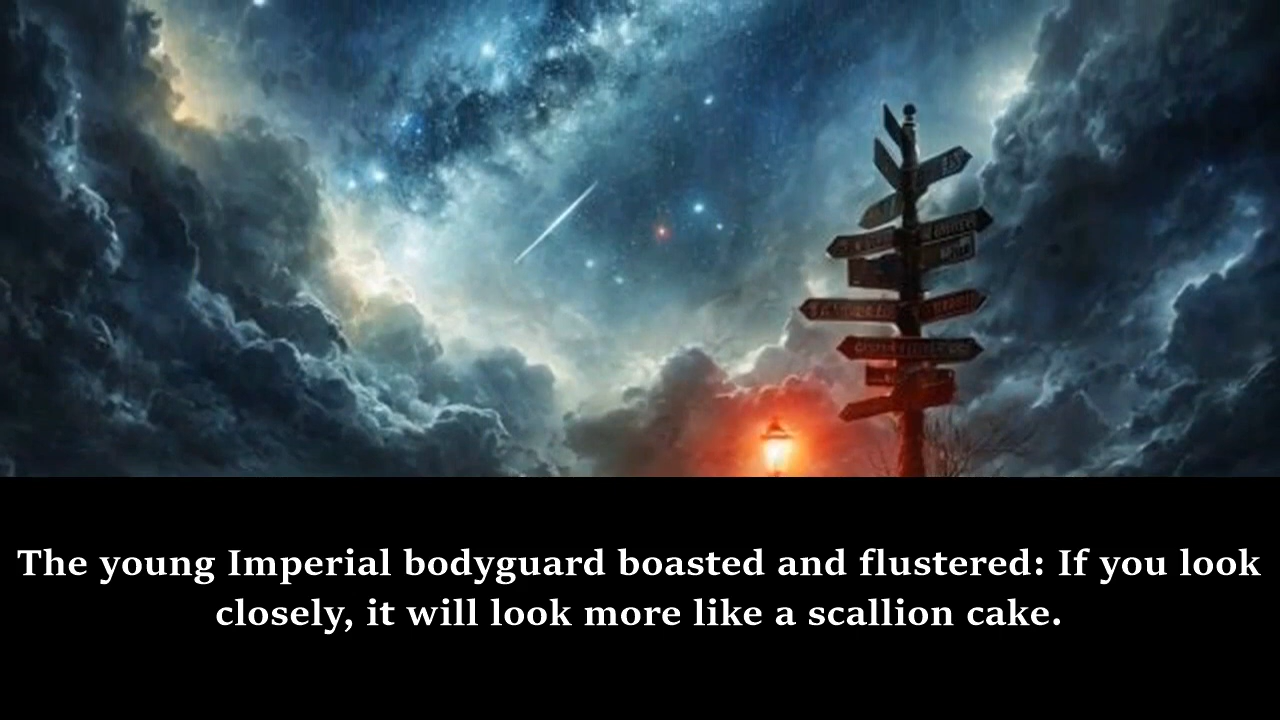 The young Imperial bodyguard boasted and flustered: If you look
closely, it will look more like a scallion cake.